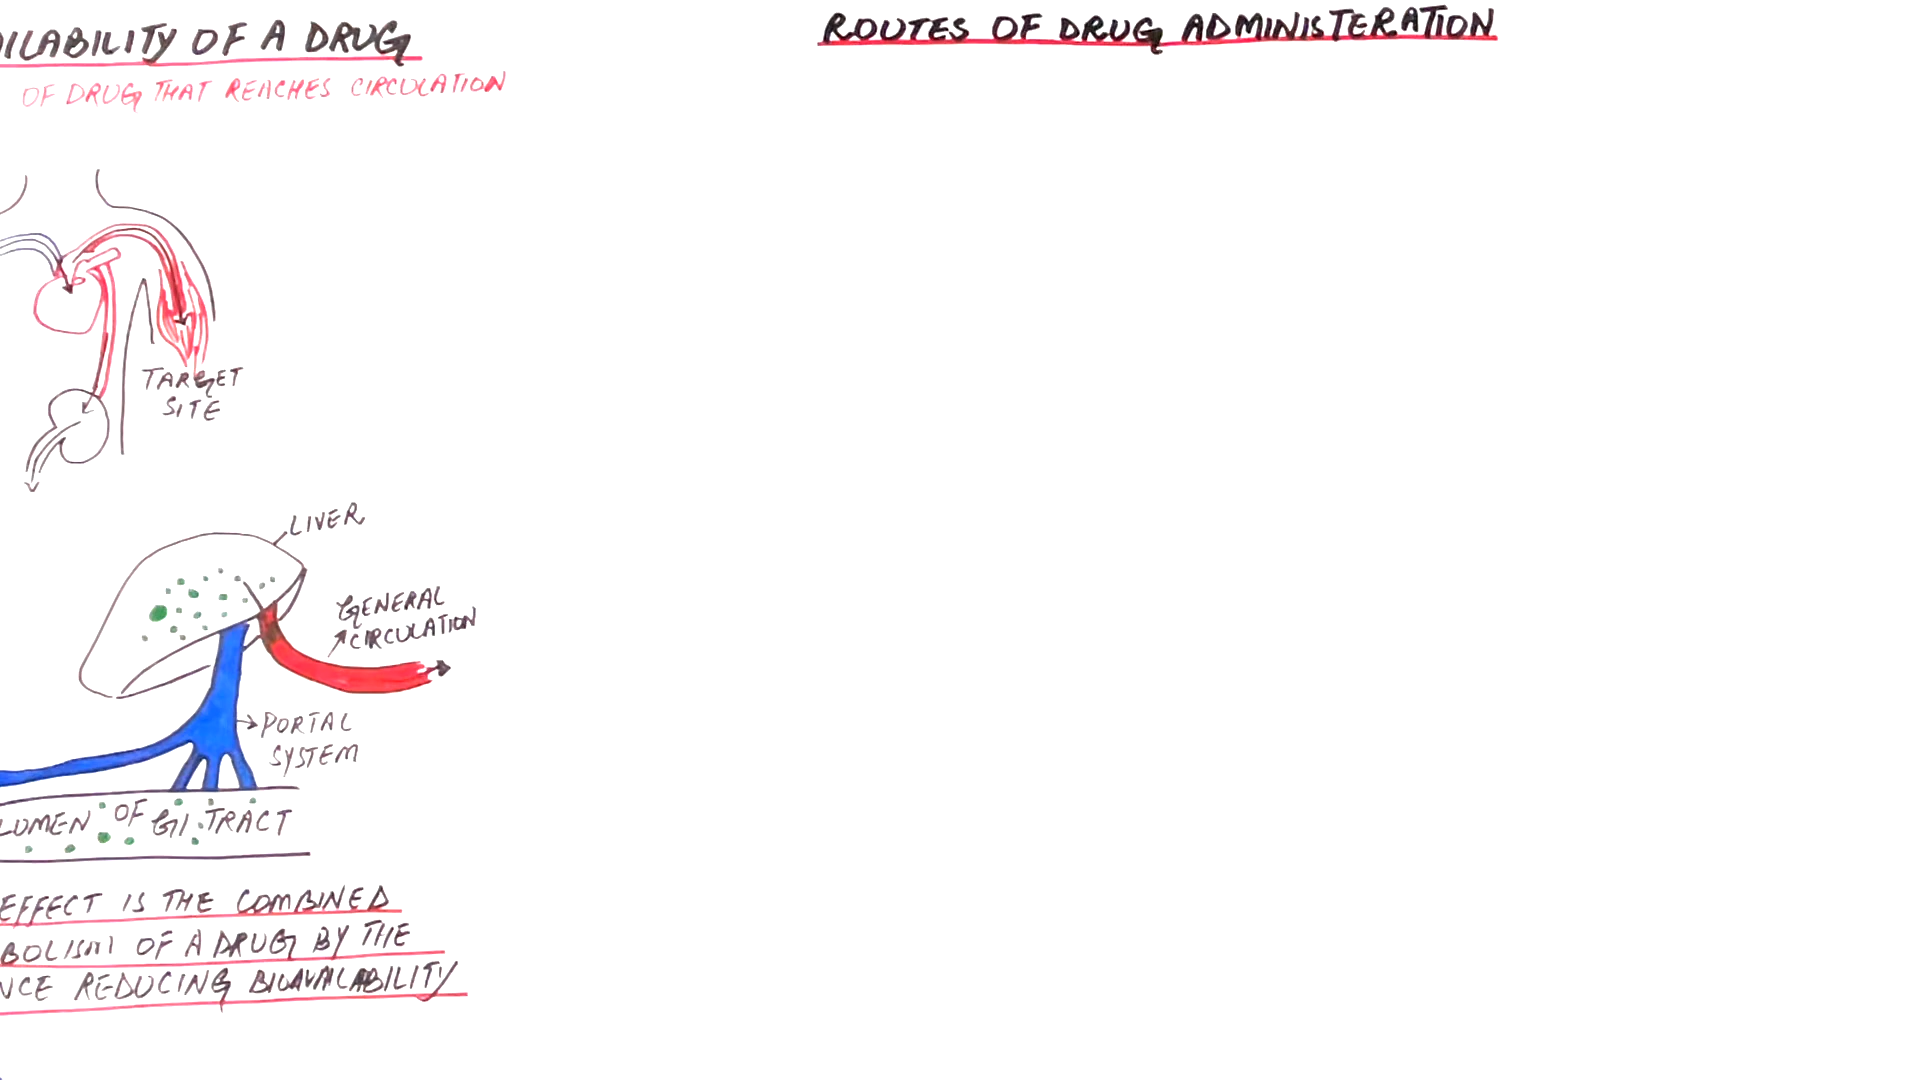 AILABILITY OF A DRUG
OF DRUG THAT REACHES CIRCULATION
TARGET
SITE
LIVER
GENERAL
CIRCULATION
PORTAL
SYSTEM
LUMEN OF GI TRACT
EFFECT IS THE COMBINED
BOLISM OF A DRUG BY THE
NCE REDUCING BIOAVAILABILITY
ROUTES OF DRUG ADMINISTERATION